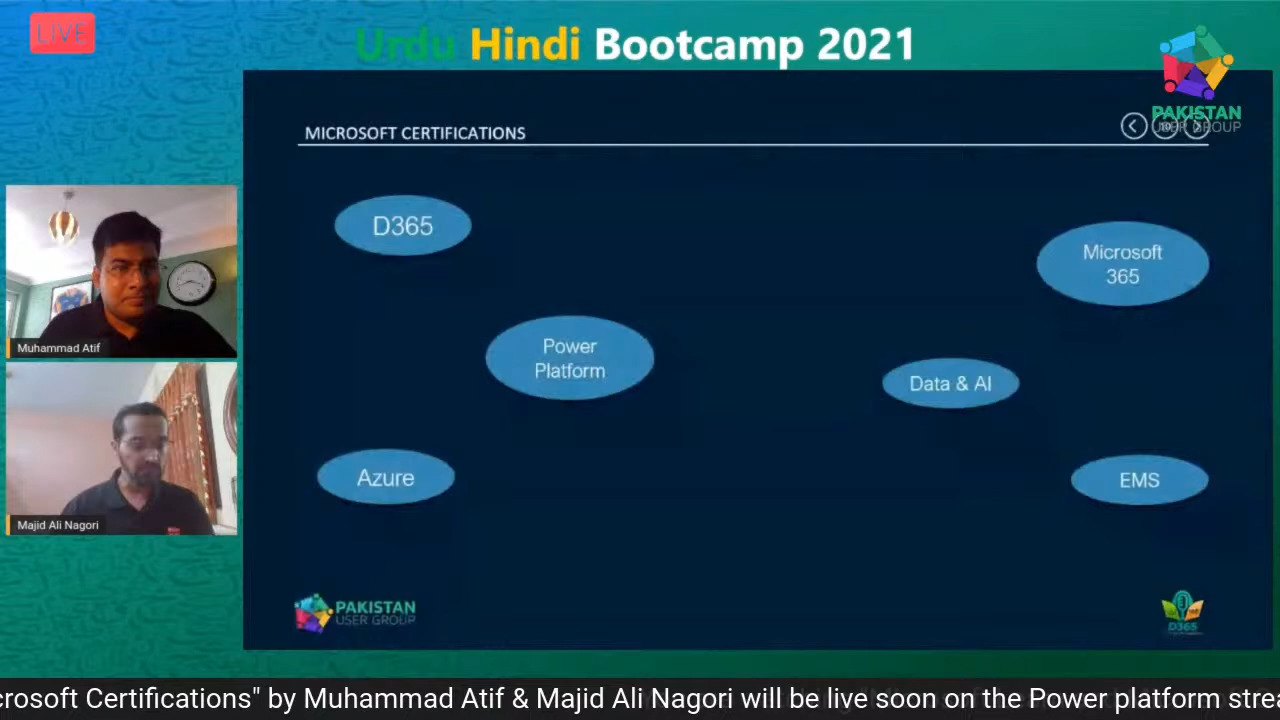 LIVE
Urdu Hindi Bootcamp 2021
PAKISTAN
USER GROUP
MICROSOFT CERTIFICATIONS
D365
Microsoft
365
Power
Platform
Data & AI
Azure
EMS
Muhammad Atif
Majid Ali Nagori
PAKISTAN
USER GROUP
D365
crosoft Certifications" by Muhammad Atif & Majid Ali Nagori will be live soon on the Power platform strea